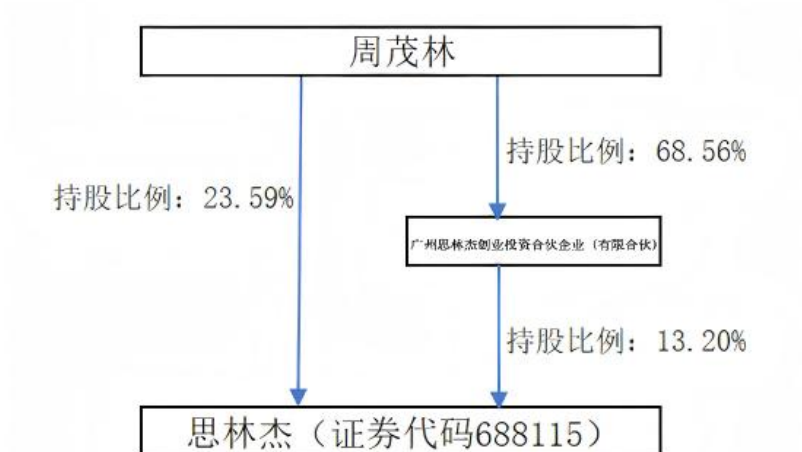 周茂林
持股比例：68.56%
持股比例：23.59%
广州思林杰创业投资合伙企业（有限合伙）
持股比例：13.20%
思林杰（证券代码688115）